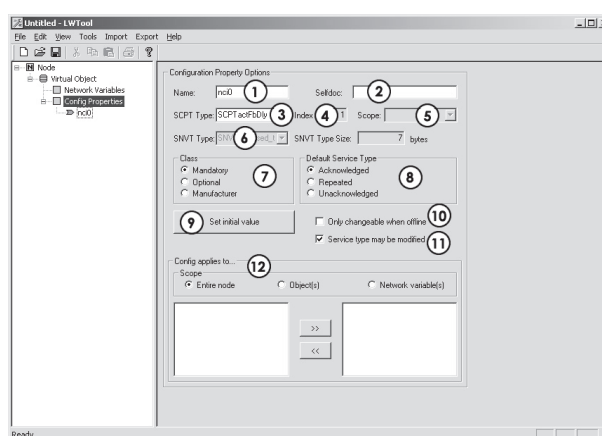 Untitled - LWTool
File Edit View Tools Import Export Help
Node
Virtual Object
Network Variables
Config Properties
nci0
Configuration Property Options
Name: nci0 1 Selfdoc: 2
SCPT Type: SCPTactFbDly 3 Index 4 1 Scope: 5
SNVT Type: 6 SNVT Type Size: 7 bytes
Class
Mandatory
Optional
Manufacturer
7
Default Service Type
Acknowledged
Repeated
Unacknowledged
8
9 Set initial value
Only changeable when offline 10
Service type may be modified 11
Config applies to... 12
Scope
Entire node Object(s) Network variable(s)
>>
<<
Ready